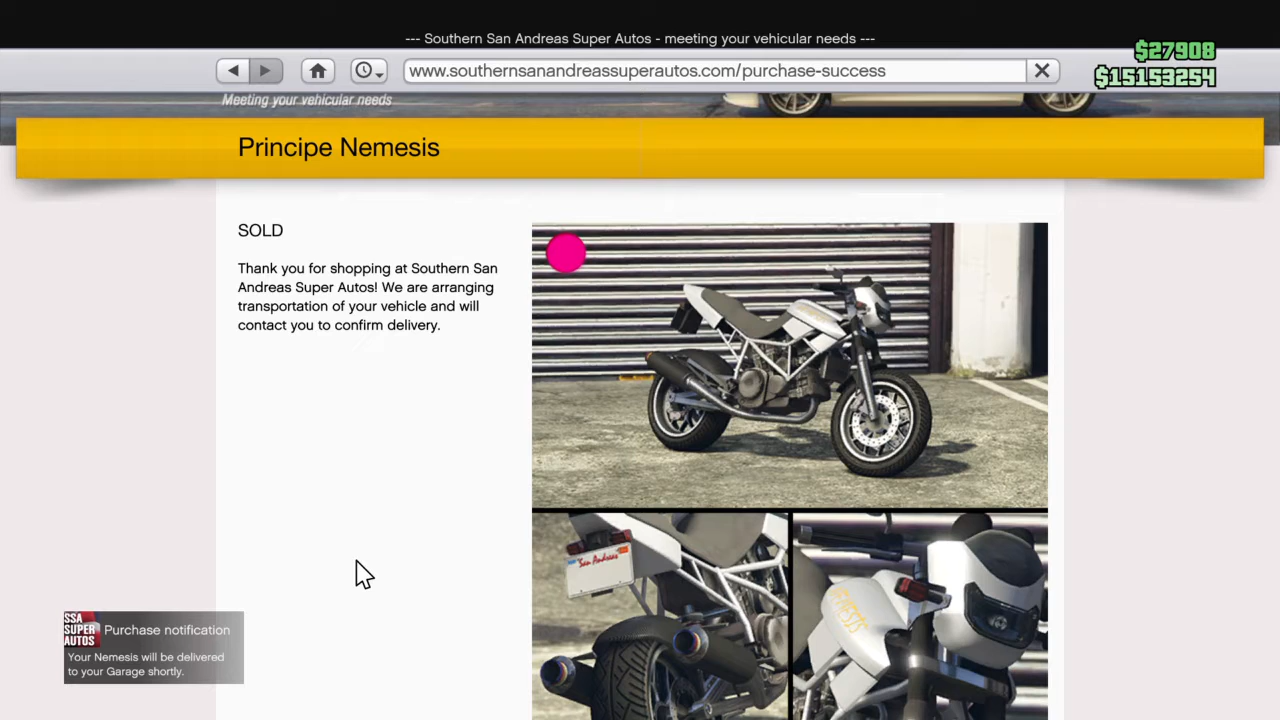 --- Southern San Andreas Super Autos - meeting your vehicular needs ---
$27908
www.southernsanandreassuperautos.com/purchase-success
$15153254
Meeting your vehicular needs
Principe Nemesis
SOLD
Thank you for shopping at Southern San
Andreas Super Autos! We are arranging
transportation of your vehicle and will
contact you to confirm delivery.
San Andreas
NEMESIS
SSA
SUPER
AUTOS
Purchase notification
Your Nemesis will be delivered
to your Garage shortly.